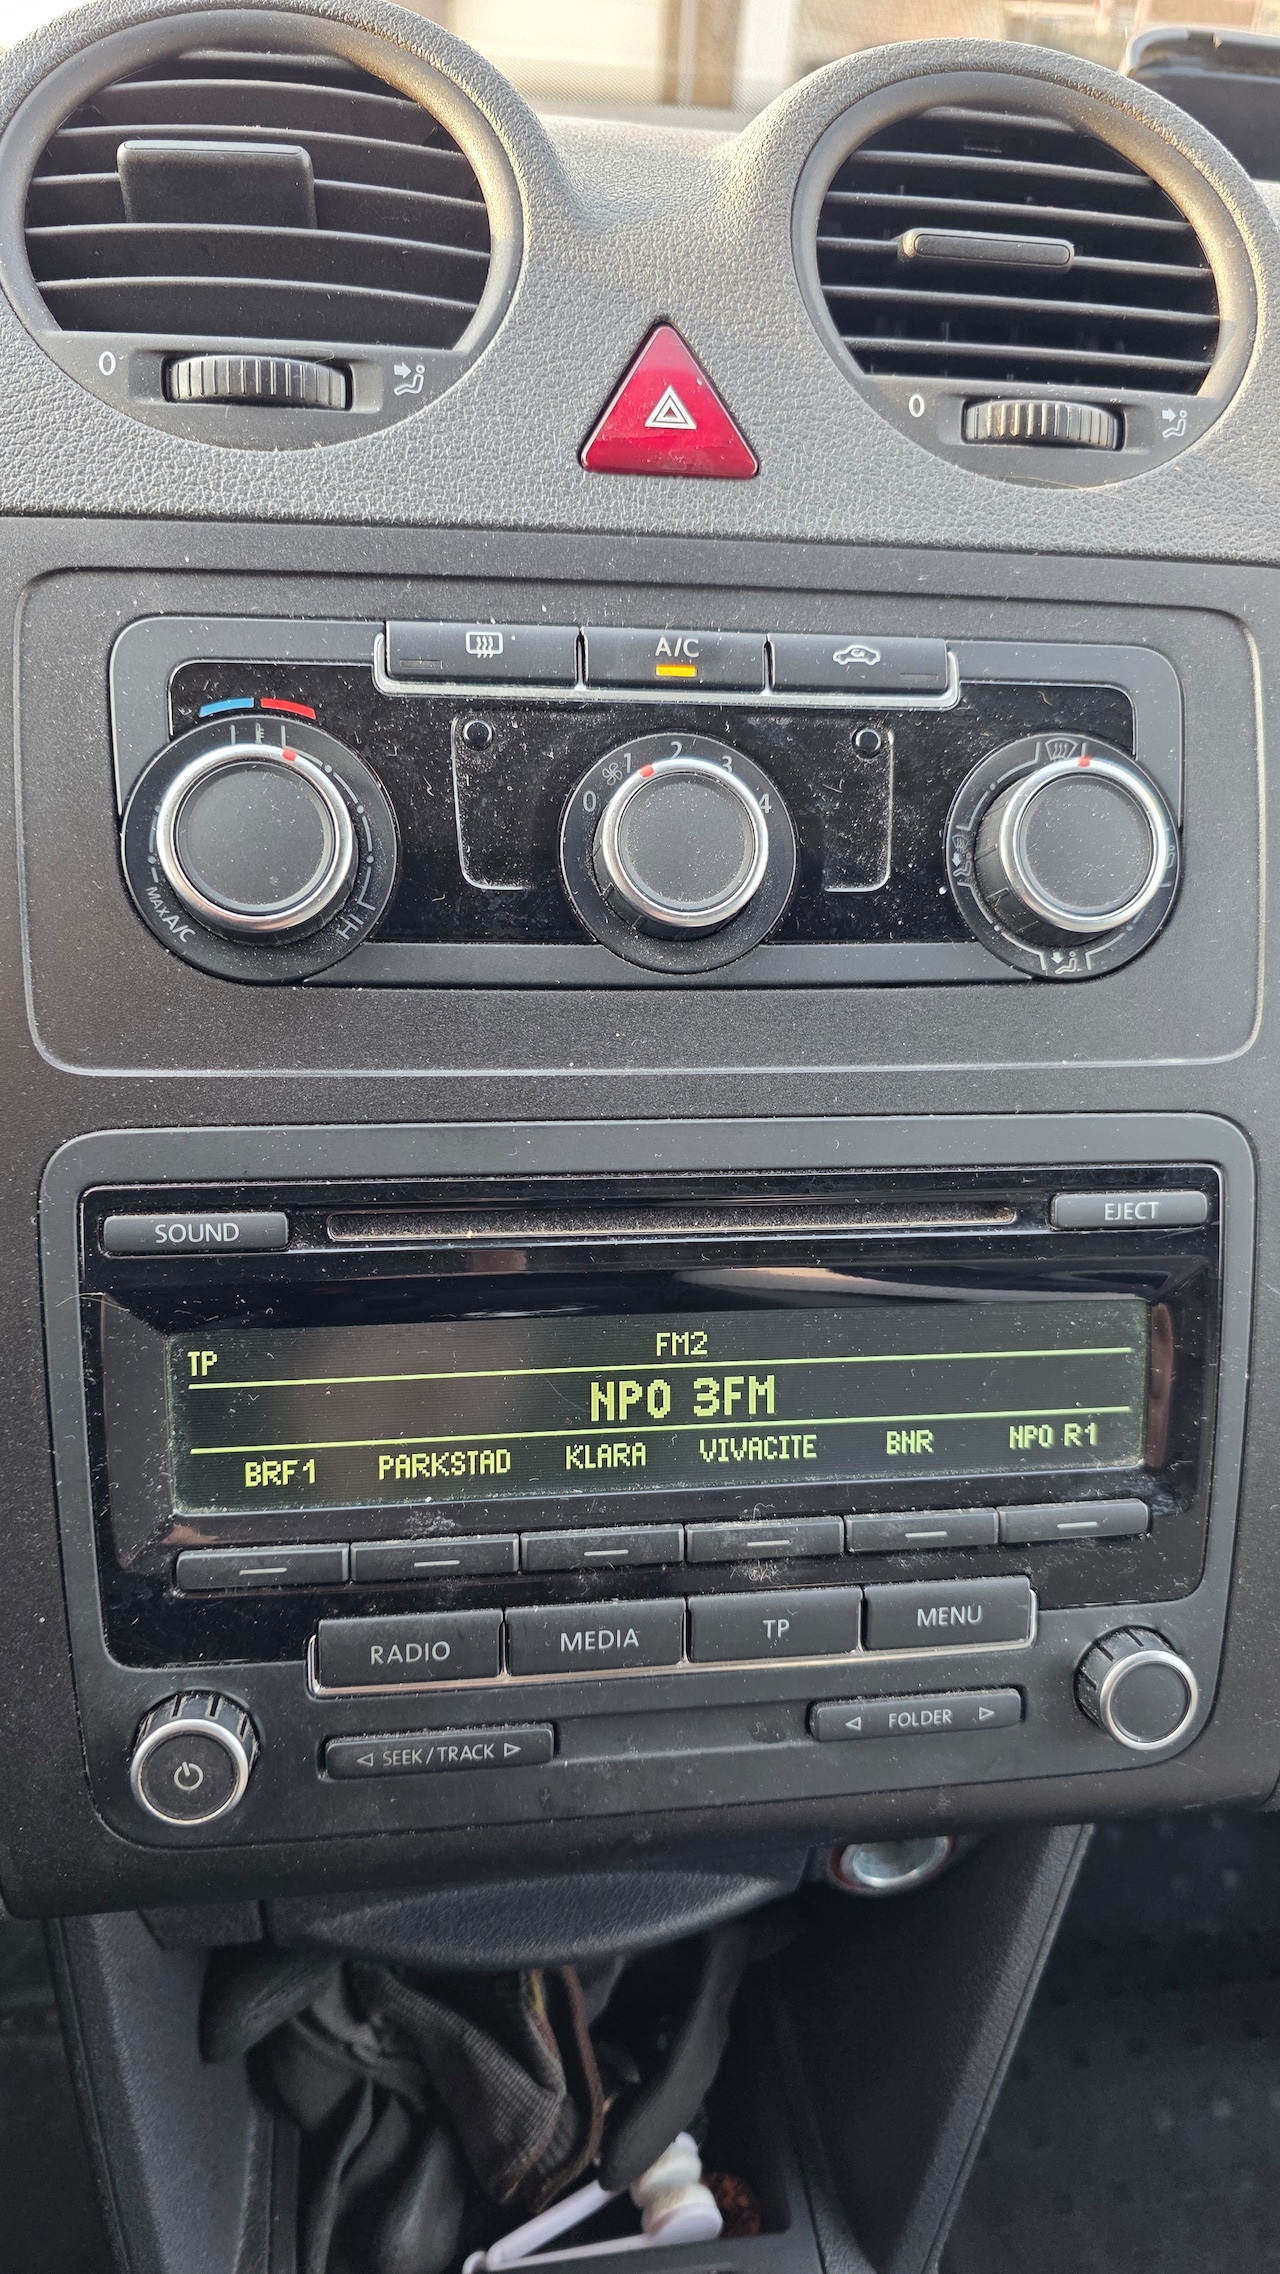 0
0
A/C
0 1 2 3 4
MAX A/C
HI
SOUND
EJECT
FM2
TP
NPO 3FM
BRF1 PARKSTAD KLARA VIVACITE BNR NPO R1
RADIO MEDIA TP MENU
SEEK/TRACK
FOLDER